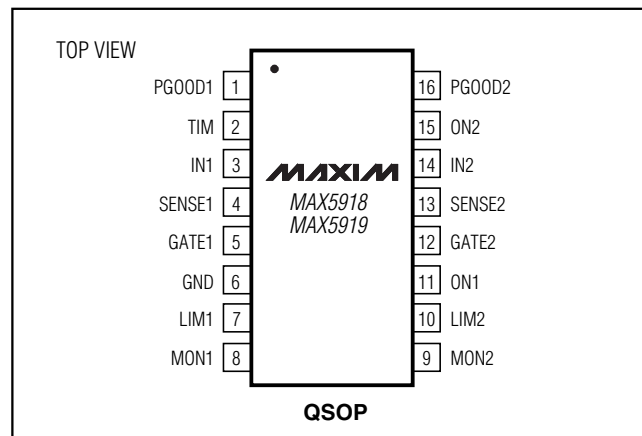 TOP VIEW
PGOOD1 1 16 PGOOD2
TIM 2 15 ON2
IN1 3 14 IN2
MAXIM
SENSE1 4 MAX5918 13 SENSE2
MAX5919
GATE1 5 12 GATE2
GND 6 11 ON1
LIM1 7 10 LIM2
MON1 8 9 MON2
QSOP